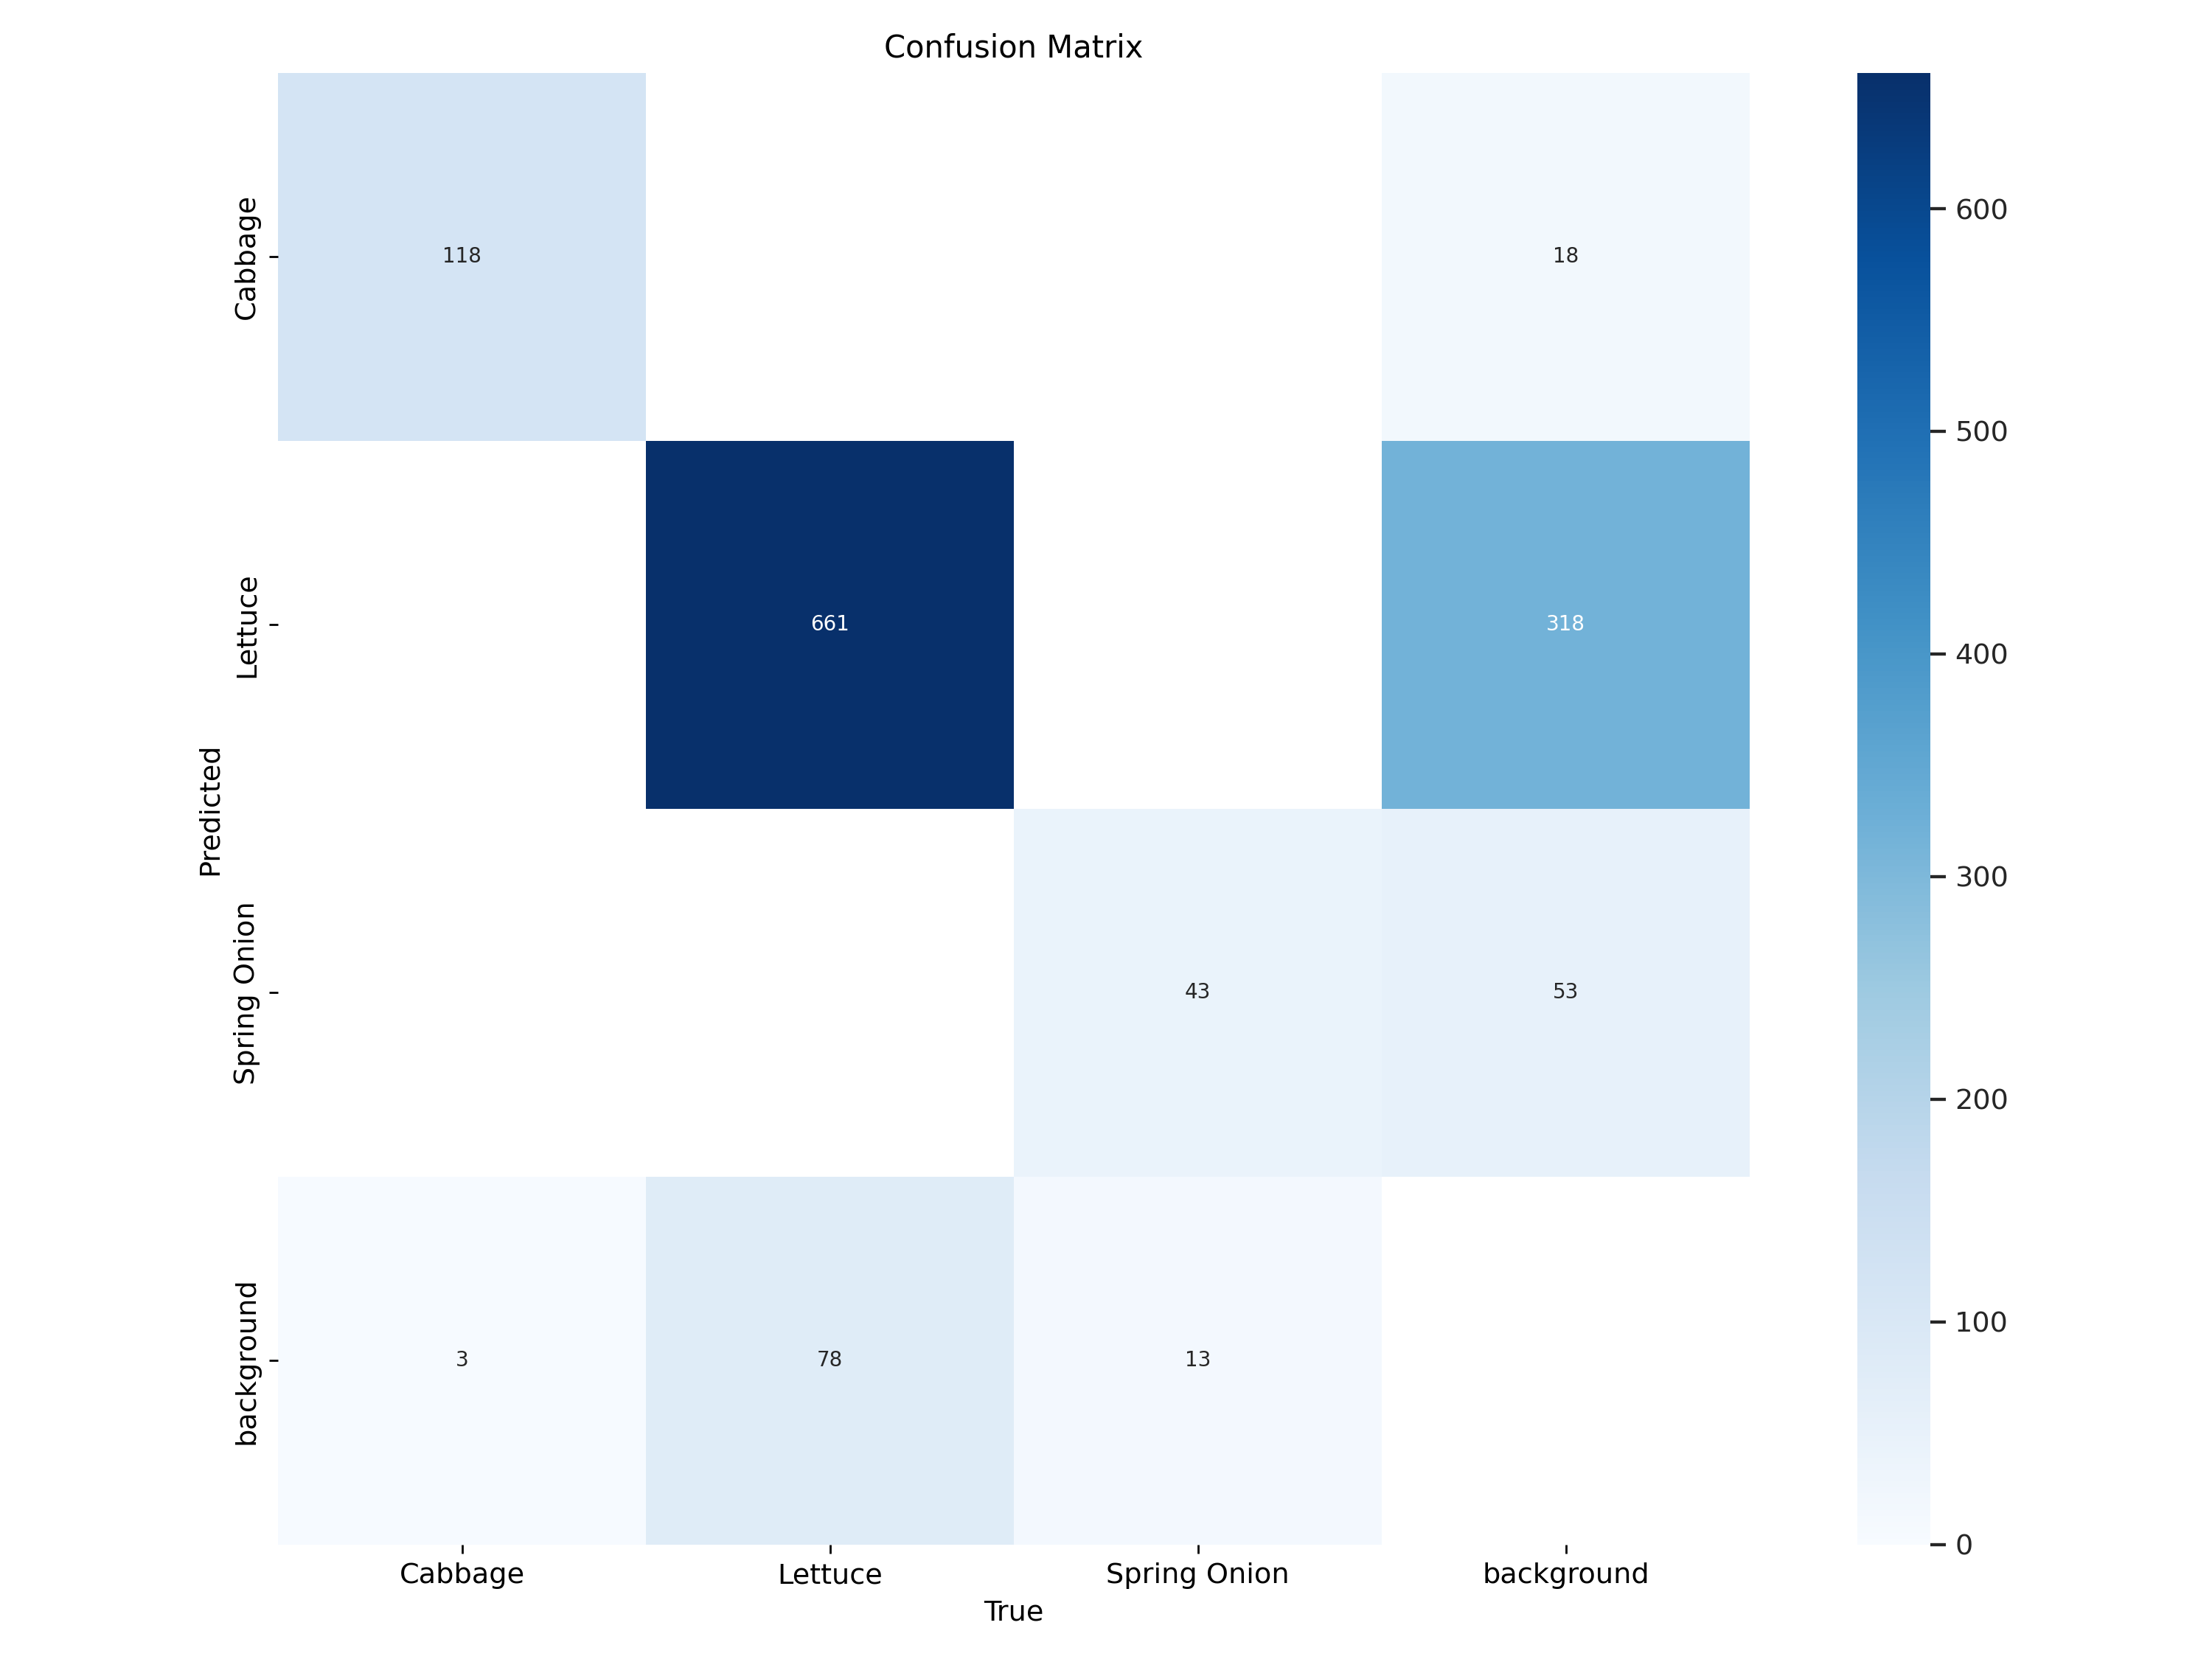 Confusion Matrix
Cabbage
118
18
600
500
Lettuce
661
318
400
Predicted
300
Spring Onion
43
53
200
background
3
78
13
100
0
Cabbage
Lettuce
Spring Onion
background
True